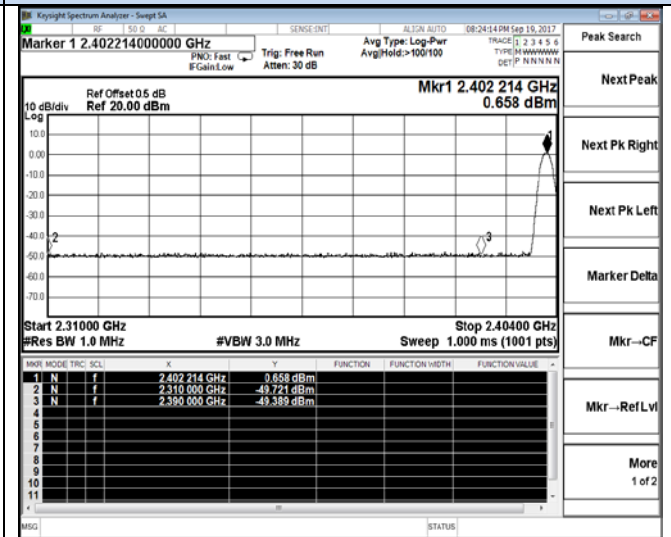 Keysight Spectrum Analyzer - Swept SA
RF 50 Ω AC SENSE:INT ALIGN AUTO 08:24:14 PM Sep 19, 2017
Marker 1 2.402214000000 GHz
PNO: Fast
IFGain:Low
Trig: Free Run
Atten: 30 dB
Avg Type: Log-Pwr
Avg|Hold:>100/100
TRACE 1 2 3 4 5 6
TYPE M WWWWW
DET P N N N N N
Peak Search
Next Peak
Next Pk Right
Next Pk Left
Marker Delta
Mkr→CF
Mkr→RefLvl
More
1 of 2
Mkr1 2.402 214 GHz
0.658 dBm
Ref Offset 0.5 dB
10 dB/div Ref 20.00 dBm
Log
10.0
0.00
-10.0
-20.0
-30.0
-40.0
-50.0
-60.0
-70.0
1
2
3
Start 2.31000 GHz Stop 2.40400 GHz
#Res BW 1.0 MHz #VBW 3.0 MHz Sweep 1.000 ms (1001 pts)
MKR MODE TRC SCL X Y FUNCTION FUNCTION WIDTH FUNCTION VALUE
1 N f 2.402 214 GHz 0.658 dBm
2 N f 2.310 000 GHz -49.721 dBm
3 N f 2.390 000 GHz -49.389 dBm
4
5
6
7
8
9
10
11
MSG STATUS